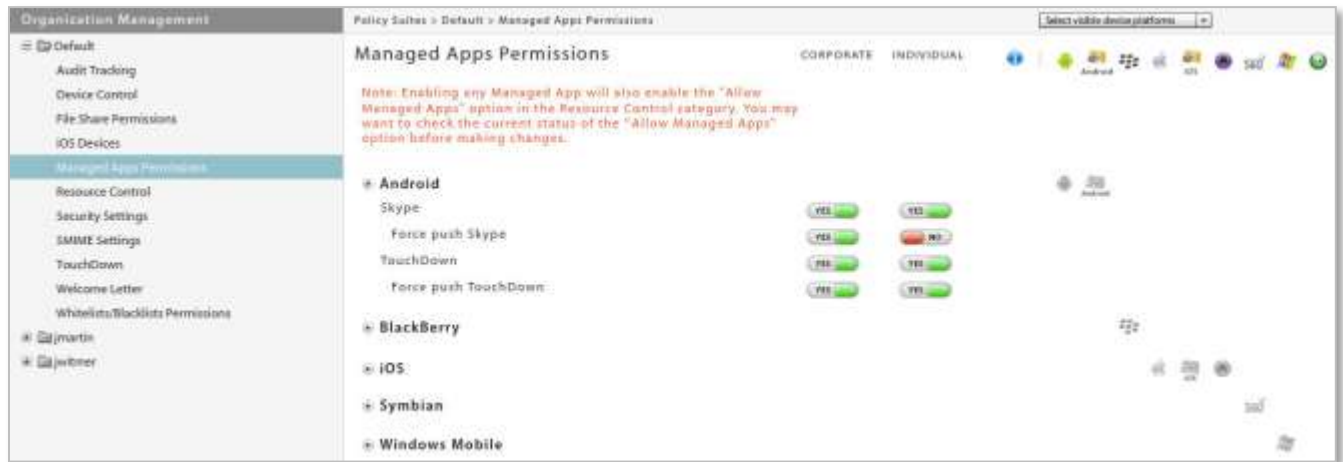 Organization Management
Policy Suites > Default > Managed Apps Permissions
Select visible device platforms
Default
Audit Tracking
Device Control
File Share Permissions
iOS Devices
Managed Apps Permissions
Resource Control
Security Settings
SMIME Settings
TouchDown
Welcome Letter
Whitelists/Blacklists Permissions
jmartin
jwitmer
Managed Apps Permissions
CORPORATE INDIVIDUAL
Android
iOS
Note: Enabling any Managed App will also enable the "Allow
Managed Apps" option in the Resource Control category. You may
want to check the current status of the "Allow Managed Apps"
option before making changes.
Android
Android
Skype
YES YES
Force push Skype
YES NO
TouchDown
YES YES
Force push TouchDown
YES YES
BlackBerry
iOS
iOS
Symbian
Windows Mobile